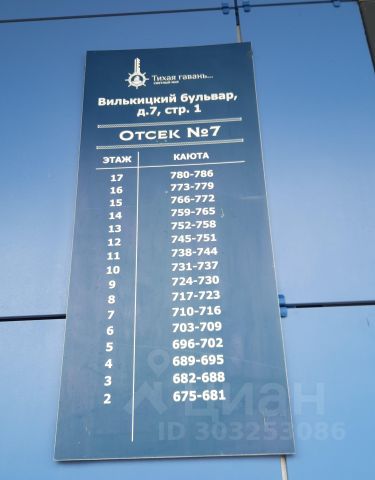 Тихая гавань...
Вилькицкий бульвар,
д.7, стр. 1
ОТСЕК №7
ЭТАЖ КАЮТА
17 780-786
16 773-779
15 766-772
14 759-765
13 752-758
12 745-751
11 738-744
10 731-737
9 724-730
8 717-723
7 710-716
6 703-709
5 696-702
4 689-695
3 682-688
2 675-681
циан
ID 303253086